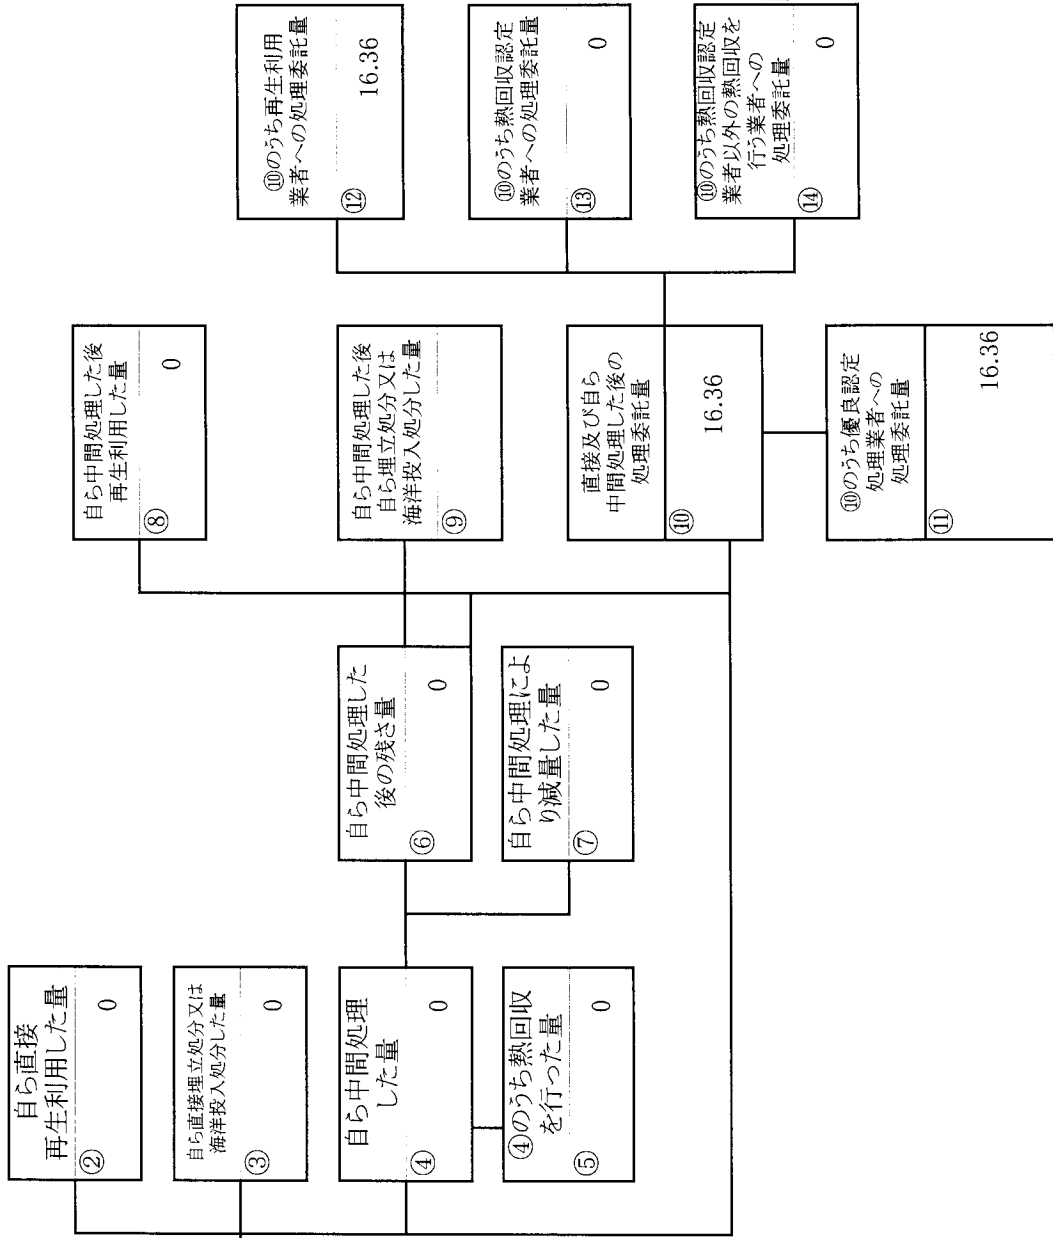 自ら直接
再生利用した量
②
0
自ら直接埋立処分又は
海洋投入処分した量
③
0
自ら中間処理
した量
④
0
④のうち熱回収
を行った量
⑤
0
自ら中間処理した
後の残さ量
⑥
0
自ら中間処理によ
り減量した量
⑦
0
自ら中間処理した後
再生利用した量
⑧
0
自ら中間処理した後
自ら埋立処分又は
海洋投入処分した量
⑨
直接及び自ら
中間処理した後の
処理委託量
⑩
16.36
⑩のうち優良認定
処理業者への
処理委託量
⑪
16.36
⑩のうち再生利用
業者への処理委託量
⑫
16.36
⑩のうち熱回収認定
業者への処理委託量
⑬
0
⑩のうち熱回収認定
業者以外の熱回収を
行う業者への
処理委託量
⑭
0